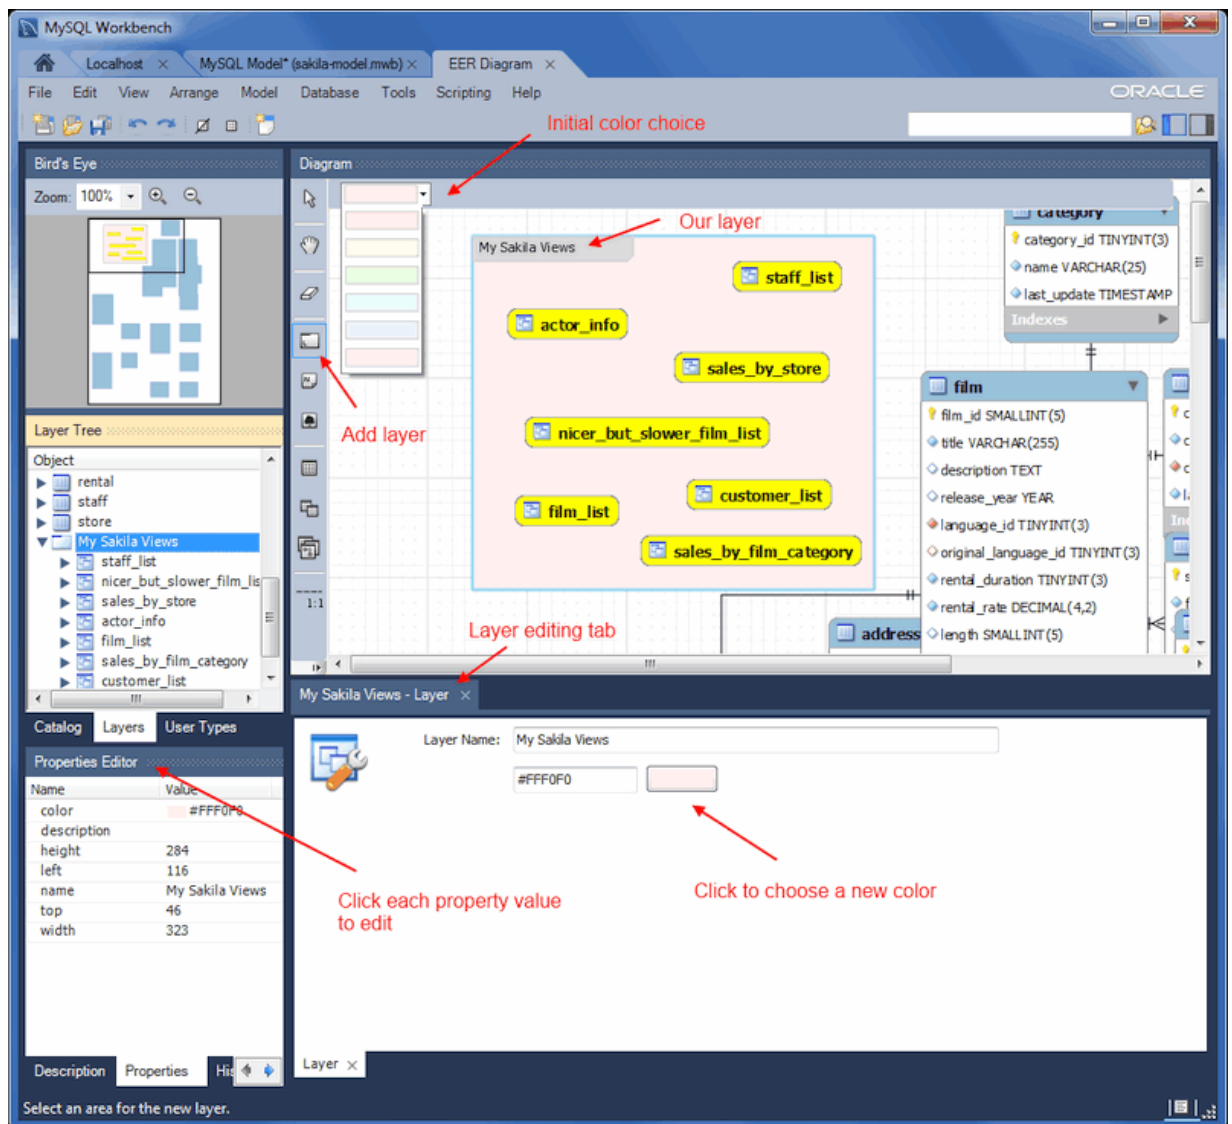 MySQL Workbench
Localhost
MySQL Model* (sakila-model.mwb)
EER Diagram
File Edit View Arrange Model Database Tools Scripting Help
ORACLE
Initial color choice
Bird's Eye
Zoom: 100%
Diagram
Our layer
My Sakila Views
staff_list
actor_info
sales_by_store
nicer_but_slower_film_list
customer_list
film_list
sales_by_film_category
Add layer
1:1
category
category_id TINYINT(3)
name VARCHAR(25)
last_update TIMESTAMP
Indexes
film
film_id SMALLINT(5)
title VARCHAR(255)
description TEXT
release_year YEAR
language_id TINYINT(3)
original_language_id TINYINT(3)
rental_duration TINYINT(3)
rental_rate DECIMAL(4,2)
length SMALLINT(5)
address
Layer Tree
Object
rental
staff
store
My Sakila Views
staff_list
nicer_but_slower_film_lis
sales_by_store
actor_info
film_list
sales_by_film_category
customer_list
Catalog Layers User Types
Layer editing tab
My Sakila Views - Layer
Layer Name: My Sakila Views
#FFF0F0
Click to choose a new color
Properties Editor
Name Value
color #FFF0F0
description
height 284
left 116
name My Sakila Views
top 46
width 323
Click each property value
to edit
Description Properties His
Layer
Select an area for the new layer.